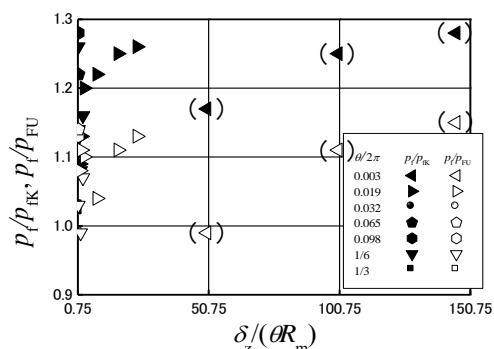 1.3
1.2
1.1
1.0
0.9
p_f/p_fK, p_f/p_FU
0.75 50.75 100.75 150.75
δ_z/(θR_m)
θ/2π p_f/p_fK p_f/p_FU
0.003
0.019
0.032
0.065
0.098
1/6
1/3
( ) ( ) ( )
( ) ( ) ( )